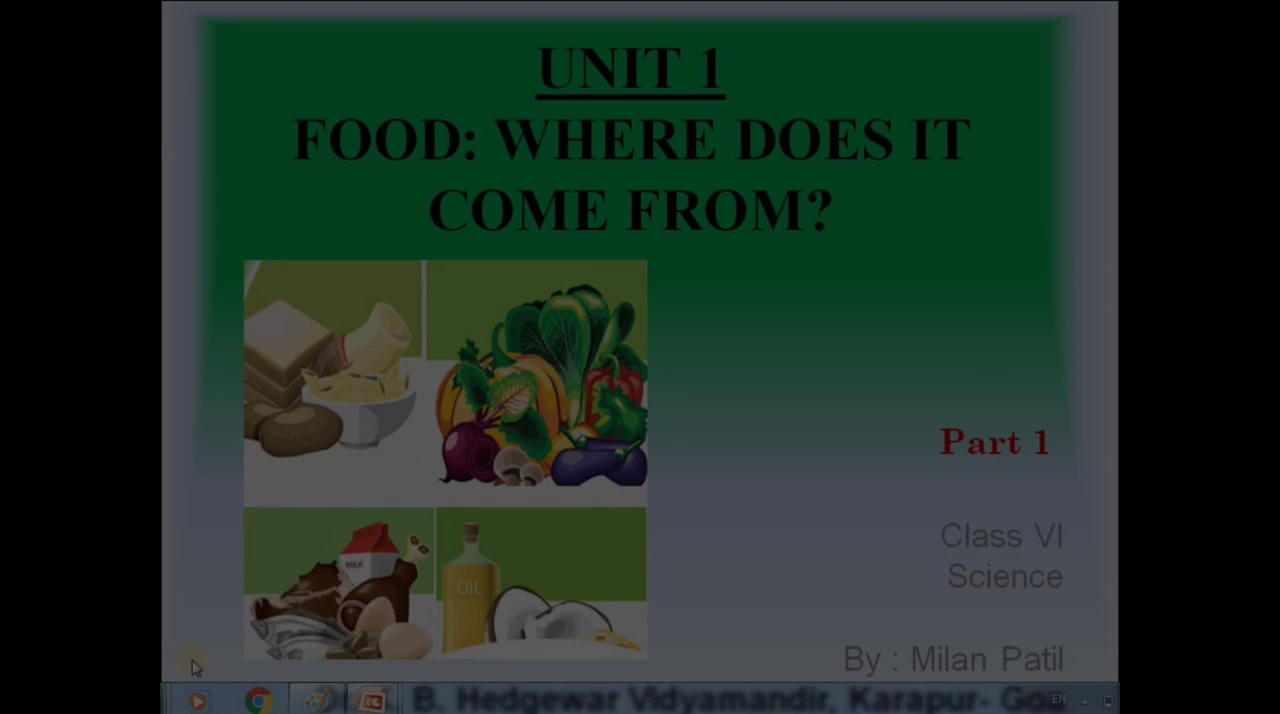 UNIT 1
FOOD: WHERE DOES IT
COME FROM?
MILK
OIL
Part 1
Class VI
Science
By : Milan Patil
B. Hedgewar Vidyamandir, Karapur- Goa
EN